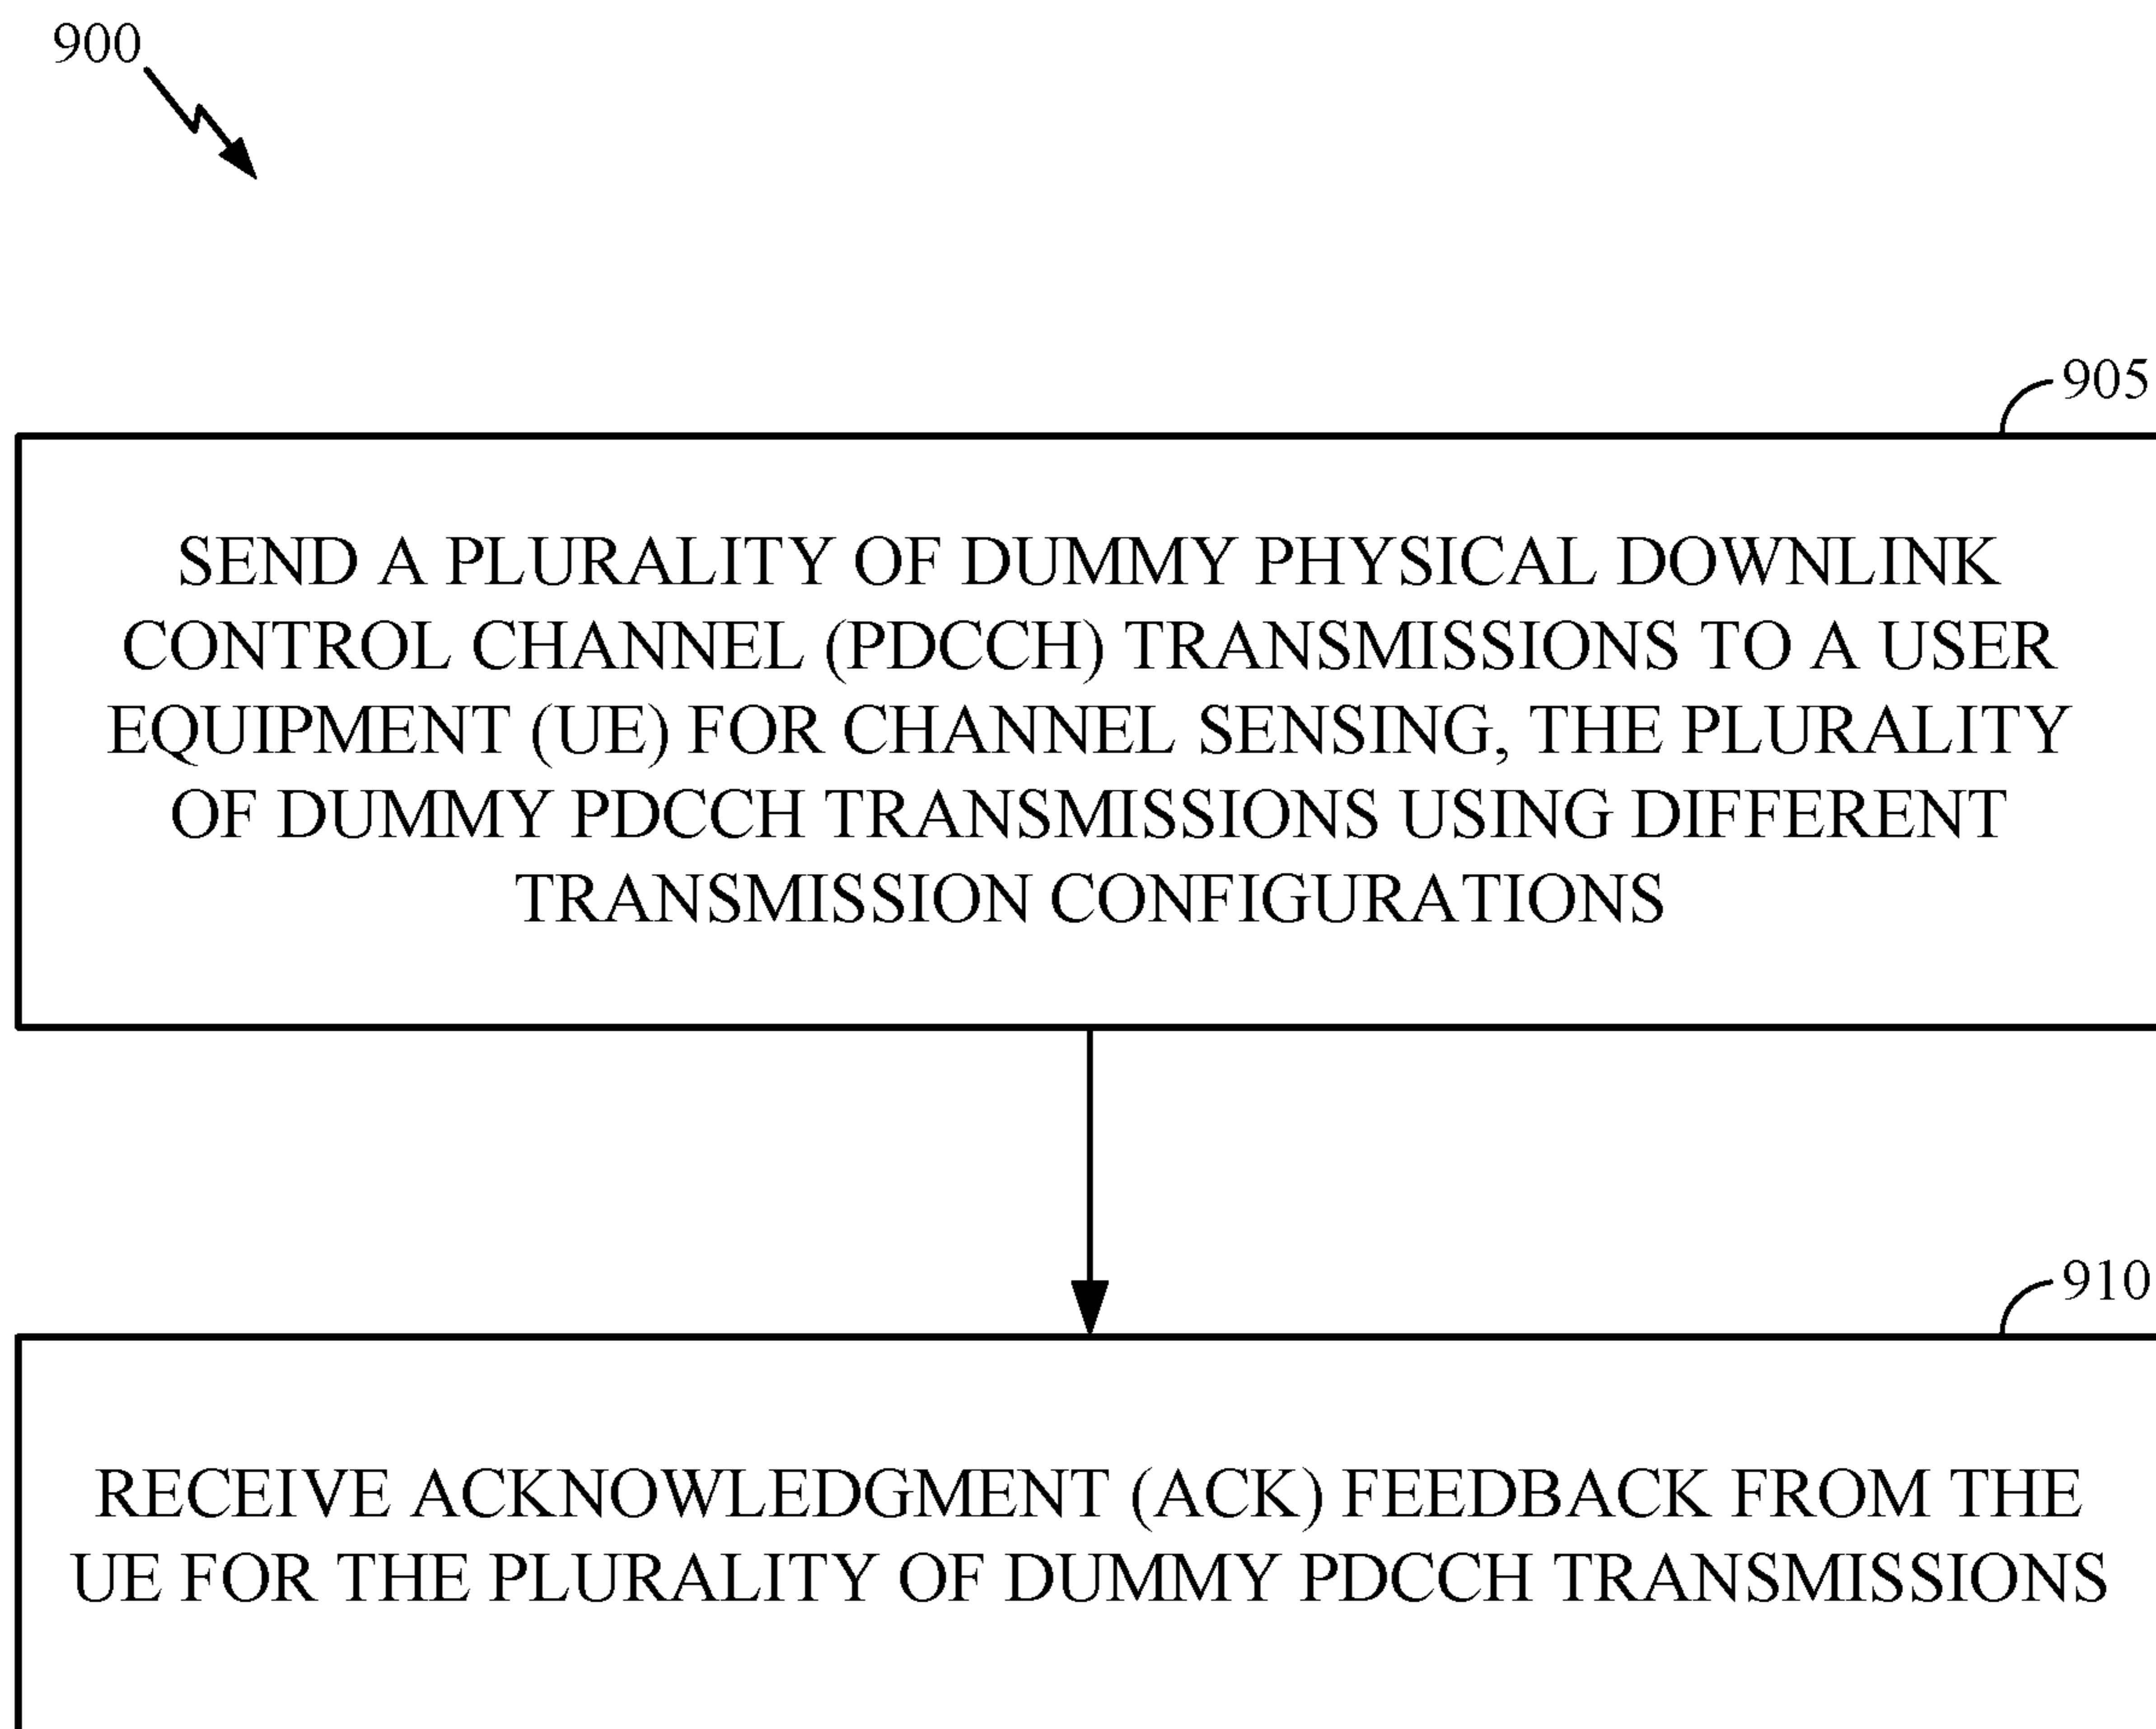 900
905
SEND A PLURALITY OF DUMMY PHYSICAL DOWNLINK
CONTROL CHANNEL (PDCCH) TRANSMISSIONS TO A USER
EQUIPMENT (UE) FOR CHANNEL SENSING, THE PLURALITY
OF DUMMY PDCCH TRANSMISSIONS USING DIFFERENT
TRANSMISSION CONFIGURATIONS
910
RECEIVE ACKNOWLEDGMENT (ACK) FEEDBACK FROM THE
UE FOR THE PLURALITY OF DUMMY PDCCH TRANSMISSIONS